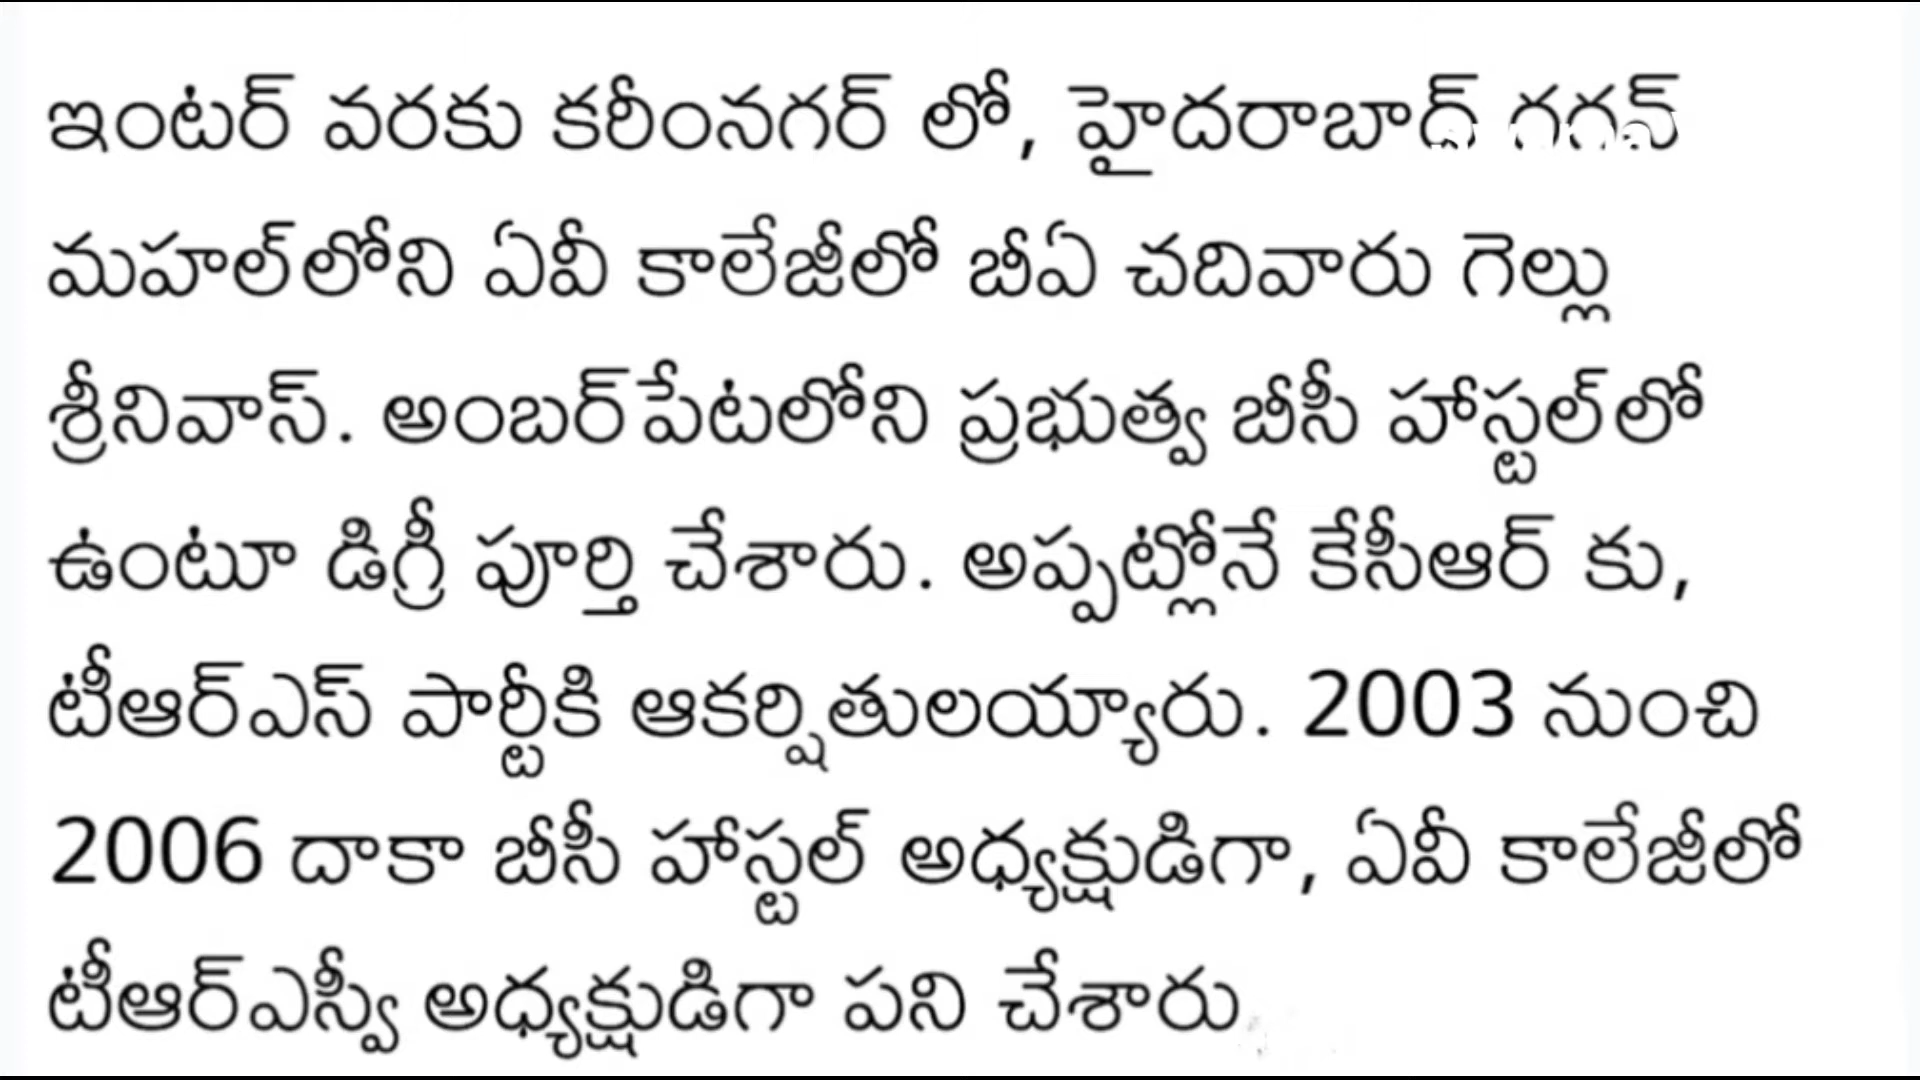 ఇంటర్ వరకు కరీంనగర్ లో, హైదరాబాద్ గగన్
మహల్‌లోని ఏవీ కాలేజీలో బీఏ చదివారు గెల్లు
శ్రీనివాస్. అంబర్‌పేటలోని ప్రభుత్వ బీసీ హాస్టల్‌లో
ఉంటూ డిగ్రీ పూర్తి చేశారు. అప్పట్లోనే కేసీఆర్ కు,
టీఆర్‌ఎస్ పార్టీకి ఆకర్షితులయ్యారు. 2003 నుంచి
2006 దాకా బీసీ హాస్టల్ అధ్యక్షుడిగా, ఏవీ కాలేజీలో
టీఆర్‌ఎస్వీ అధ్యక్షుడిగా పని చేశారు